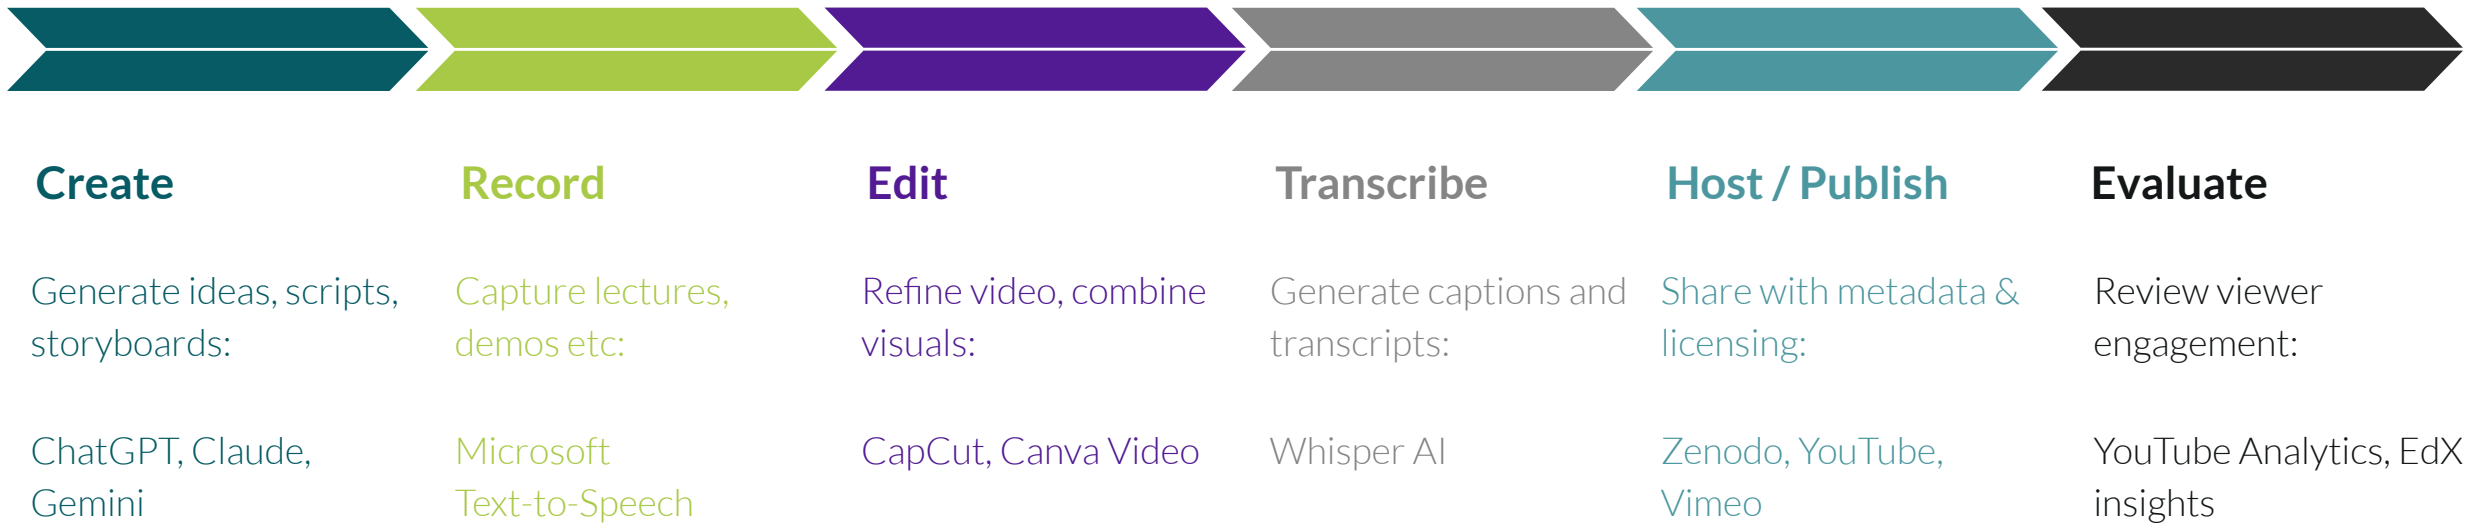 Create
Generate ideas, scripts,
storyboards:
ChatGPT, Claude,
Gemini
Record
Capture lectures,
demos etc:
Microsoft
Text-to-Speech
Edit
Refine video, combine
visuals:
CapCut, Canva Video
Transcribe
Generate captions and
transcripts:
Whisper AI
Host / Publish
Share with metadata &
licensing:
Zenodo, YouTube,
Vimeo
Evaluate
Review viewer
engagement:
YouTube Analytics, EdX
insights